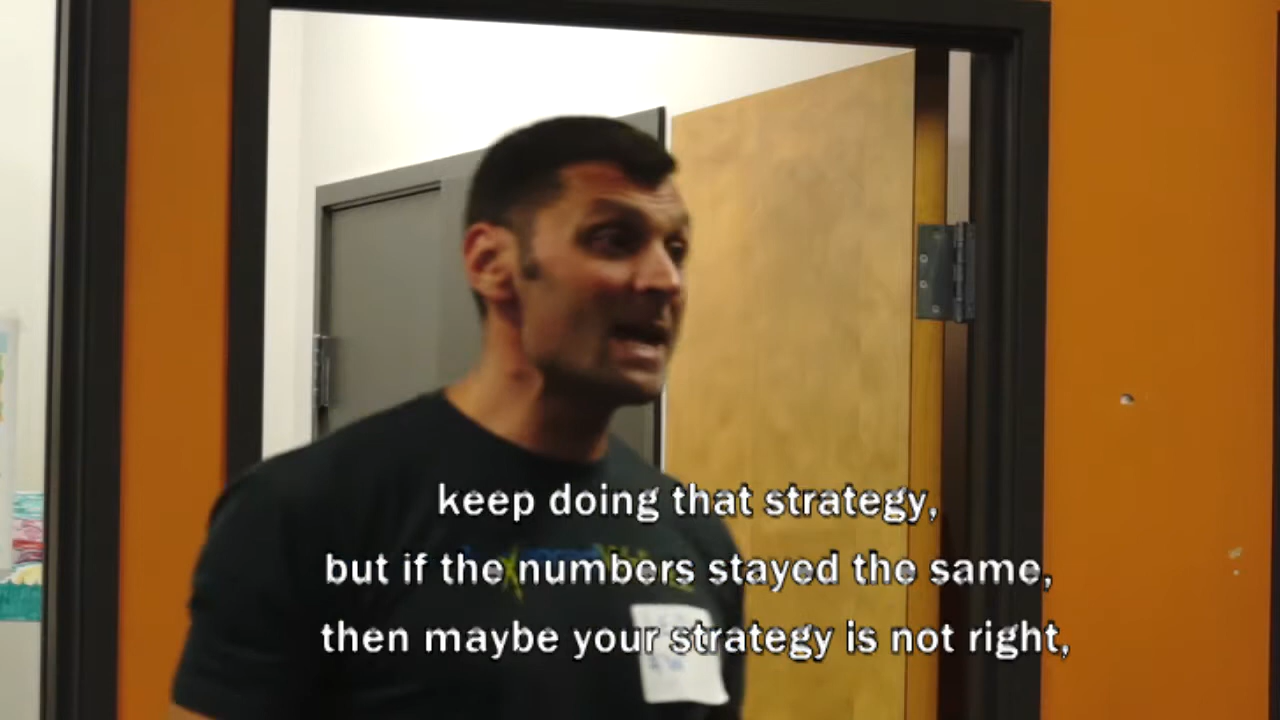 keep doing that strategy,
but if the numbers stayed the same,
then maybe your strategy is not right,